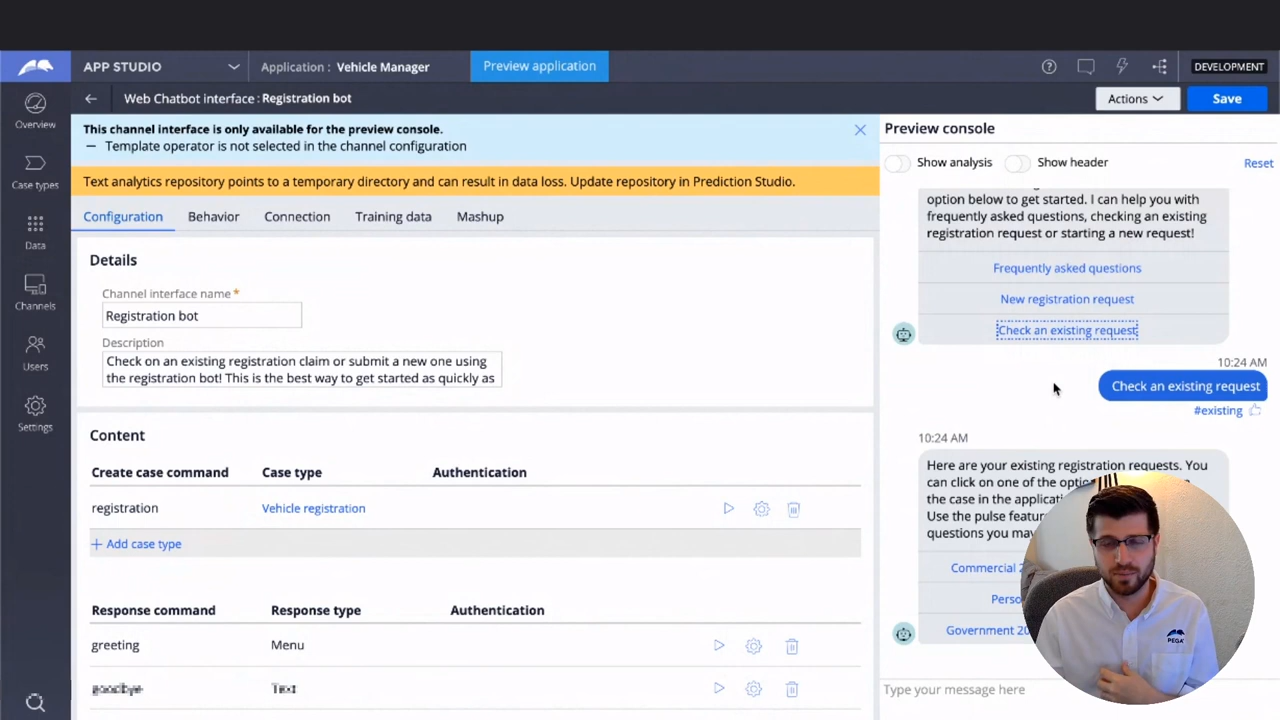 APP STUDIO
Application : Vehicle Manager
Preview application
DEVELOPMENT
Web Chatbot interface : Registration bot
Actions
Save
Overview
Case types
Data
Channels
Users
Settings
This channel interface is only available for the preview console.
— Template operator is not selected in the channel configuration
Text analytics repository points to a temporary directory and can result in data loss. Update repository in Prediction Studio.
Configuration
Behavior
Connection
Training data
Mashup
Details
Channel interface name *
Registration bot
Description
Check on an existing registration claim or submit a new one using
the registration bot! This is the best way to get started as quickly as
Content
Create case command
Case type
Authentication
registration
Vehicle registration
+ Add case type
Response command
Response type
Authentication
greeting
Menu
goodbye
Text
Preview console
Show analysis
Show header
Reset
option below to get started. I can help you with
frequently asked questions, checking an existing
registration request or starting a new request!
Frequently asked questions
New registration request
Check an existing request
10:24 AM
Check an existing request
#existing
10:24 AM
Here are your existing registration requests. You
can click on one of the
the case in the
Use the pulse
questions you may
Commercial
Government
Type your message here
PEGA